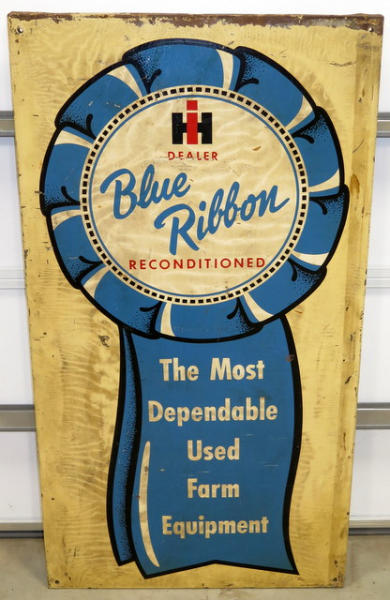 IH
DEALER
Blue
Ribbon
RECONDITIONED
The Most
Dependable
Used
Farm
Equipment